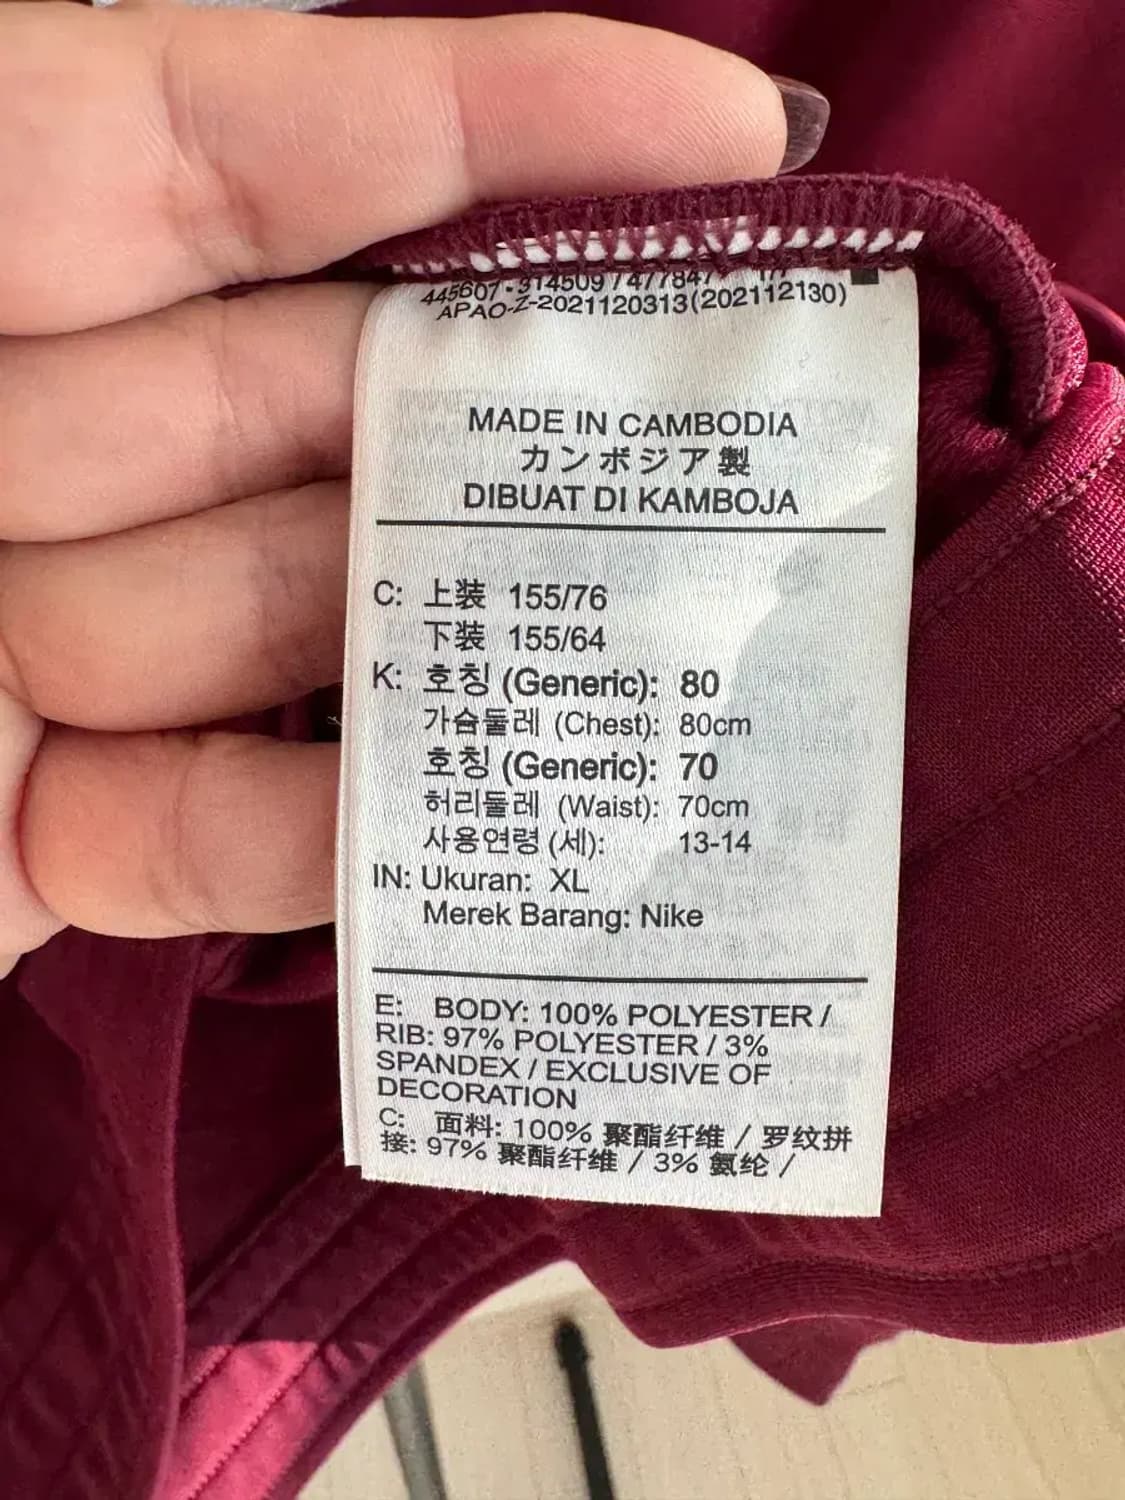 445607-314509 / 477847
APAO-Z-2021120313(202112130)
MADE IN CAMBODIA
カンボジア製
DIBUAT DI KAMBOJA
C: 上装 155/76
下装 155/64
K: 호칭 (Generic): 80
가슴둘레 (Chest): 80cm
호칭 (Generic): 70
허리둘레 (Waist): 70cm
사용연령 (세): 13-14
IN: Ukuran: XL
Merek Barang: Nike
E: BODY: 100% POLYESTER /
RIB: 97% POLYESTER / 3%
SPANDEX / EXCLUSIVE OF
DECORATION
C: 面料: 100% 聚酯纤维 / 罗纹拼
接: 97% 聚酯纤维 / 3% 氨纶 /